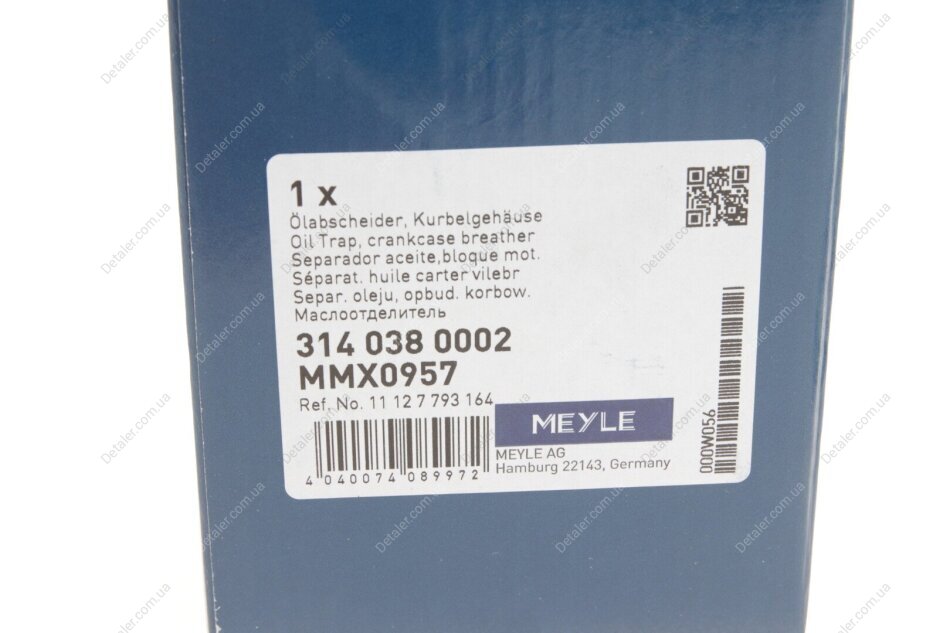 1 x
Ölabscheider, Kurbelgehäuse
Oil Trap, crankcase breather
Separador aceite,bloque mot.
Séparat. huile carter vilebr
Separ. oleju, opbud. korbow.
Маслоотделитель
314 038 0002
MMX0957
Ref. No. 11 12 7 793 164
MEYLE
MEYLE AG
Hamburg 22143, Germany
4 040074 089972
000W056
Detaler.com.ua